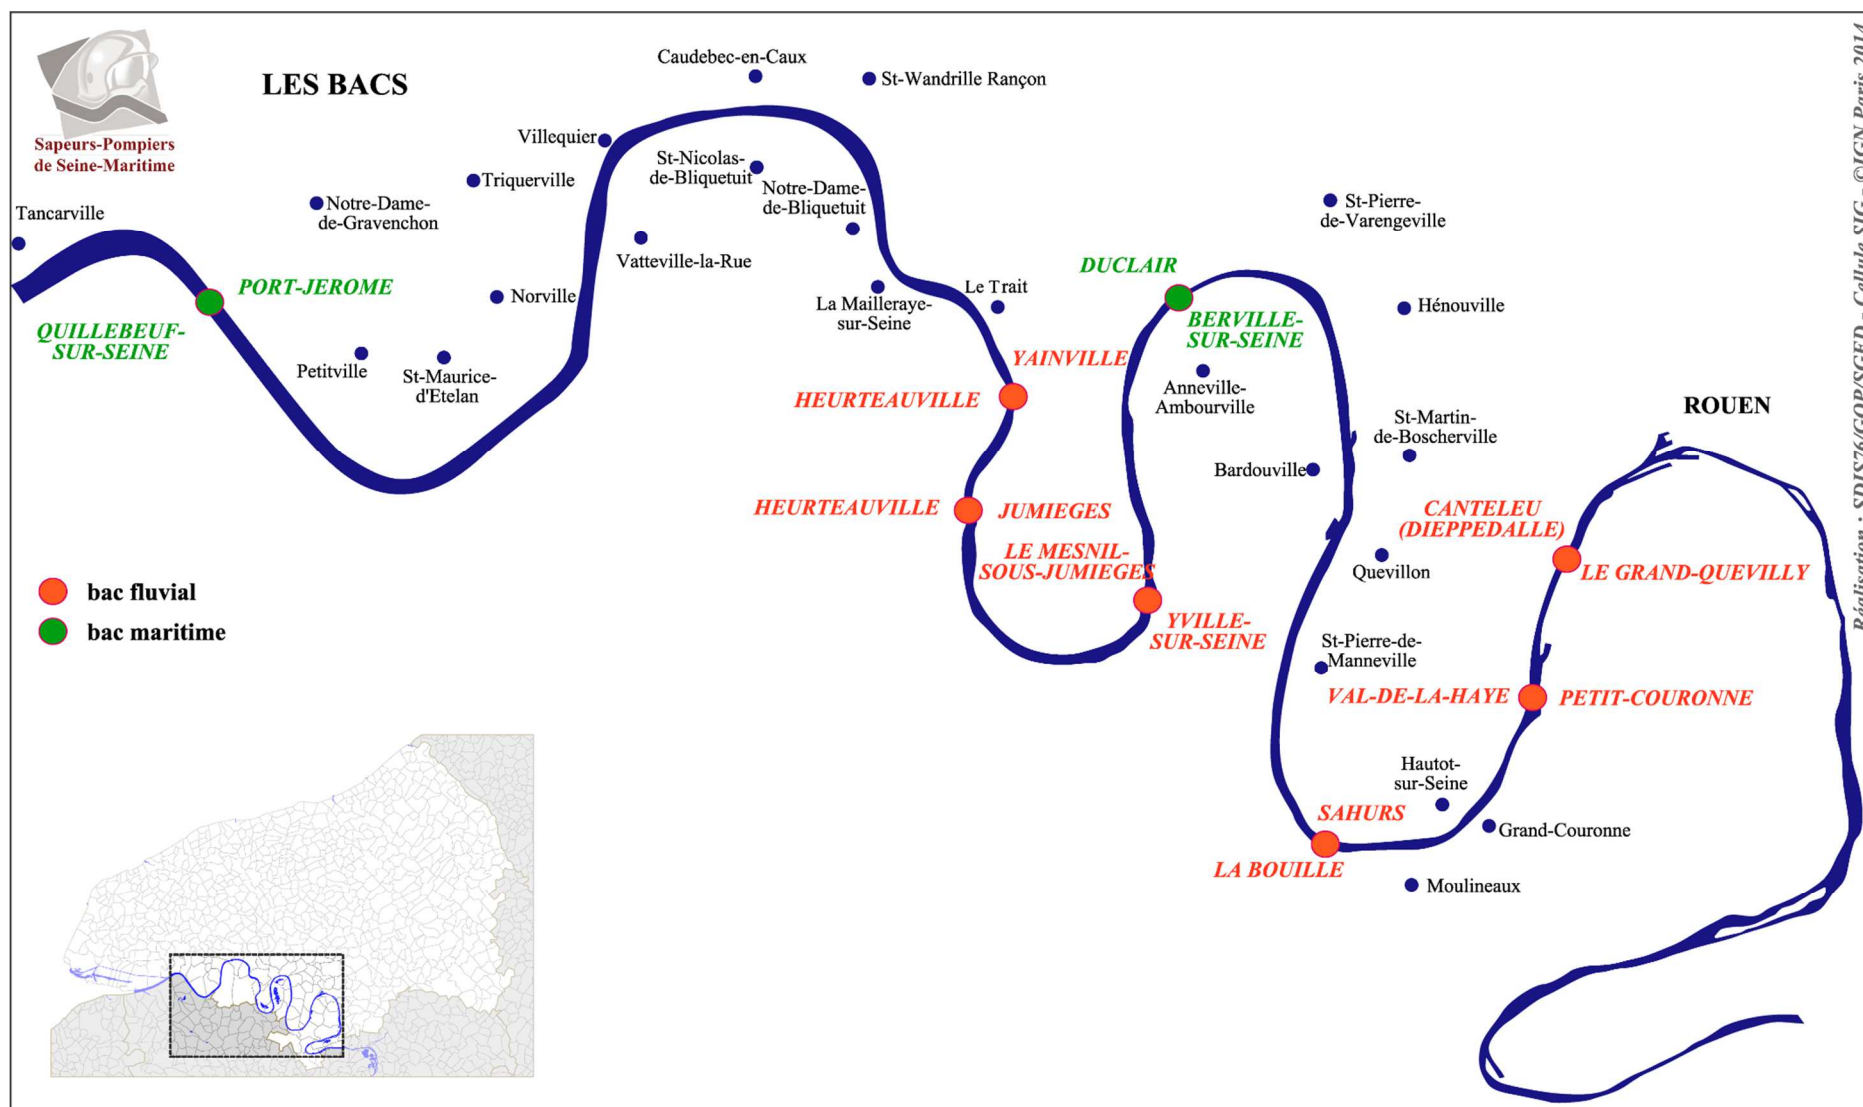 LES BACS
Sapeurs-Pompiers
de Seine-Maritime
Caudebec-en-Caux
St-Wandrille Rançon
Villequier
St-Nicolas-
de-Bliquetuit
Triquerville
Notre-Dame-
de-Bliquetuit
Notre-Dame-
de-Gravenchon
Tancarville
St-Pierre-
de-Varengeville
Vatteville-la-Rue
PORT-JEROME
DUCLAIR
Norville
La Mailleraye-
sur-Seine
Le Trait
Hénouville
QUILLEBEUF-
SUR-SEINE
BERVILLE-
SUR-SEINE
Petitville
St-Maurice-
d'Etelan
YAINVILLE
HEURTEAUVILLE
Anneville-
Ambourville
ROUEN
St-Martin-
de-Boscherville
Bardouville
HEURTEAUVILLE
JUMIEGES
CANTELEU
(DIEPPEDALLE)
LE MESNIL-
SOUS-JUMIEGES
Quevillon
LE GRAND-QUEVILLY
bac fluvial
bac maritime
YVILLE-
SUR-SEINE
St-Pierre-de-
Manneville
VAL-DE-LA-HAYE
PETIT-COURONNE
Hautot-
sur-Seine
SAHURS
Grand-Couronne
LA BOUILLE
Moulineaux
Réalisation : SDIS76/GOP/SGED - Cellule SIG - ©IGN Paris 2014